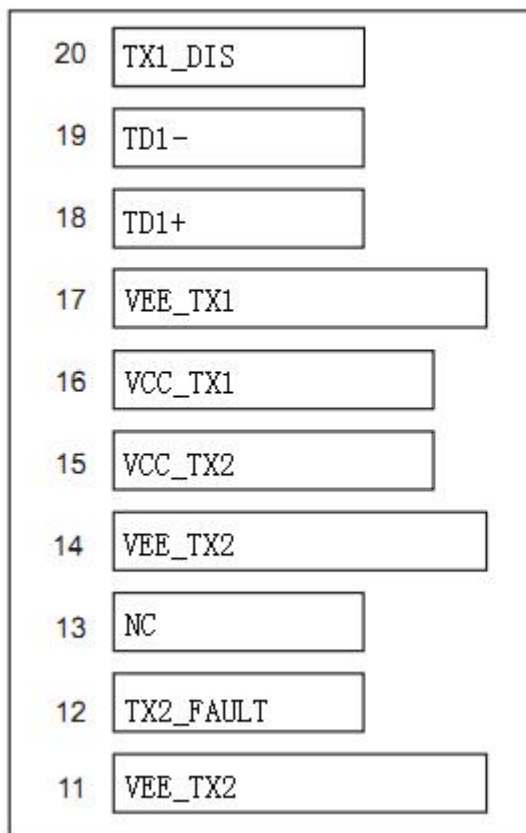 20 TX1_DIS
19 TD1-
18 TD1+
17 VEE_TX1
16 VCC_TX1
15 VCC_TX2
14 VEE_TX2
13 NC
12 TX2_FAULT
11 VEE_TX2